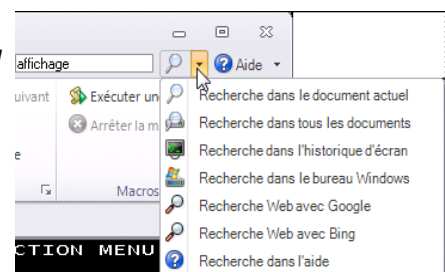 affichage
Aide
uivant
Exécuter un
Recherche dans le document actuel
Arrêter la m
Recherche dans tous les documents
e
Recherche dans l'historique d'écran
Macros
Recherche dans le bureau Windows
Recherche Web avec Google
Recherche Web avec Bing
CTION MENU
Recherche dans l'aide